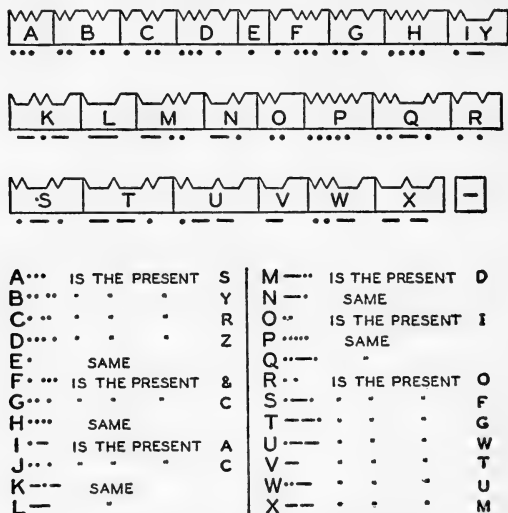 A B C D E F G H I Y
••• •• •• • •• ••• • • • ••• •• • •••• • —
K L M N O P Q R
— • — —— — • • — • •• ••••• •• — • • •
S T U V W X –
• — • — — • • — — — •• — — —
A ••• IS THE PRESENT S
B •• •• " " " Y
C • •• " " " R
D ••• • " " " Z
E • SAME
F • ••• IS THE PRESENT &
G •• • " " " C
H •••• SAME
I • — IS THE PRESENT A
J •• • " " " C
K — • — SAME
L — "
M — •• IS THE PRESENT D
N — • SAME
O •• IS THE PRESENT I
P ••••• SAME
Q •• — • "
R • • IS THE PRESENT O
S • — • " " " F
T — — • " " " G
U • — — " " " W
V — " " " T
W •• — " " " U
X — — " " " M